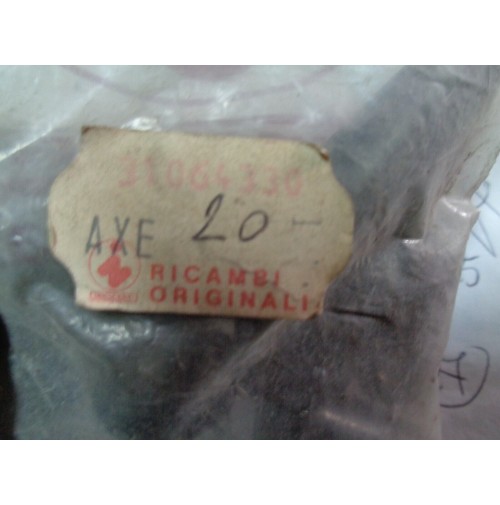 31064330
AXE 20-
RICAMBI
ORIGINALI